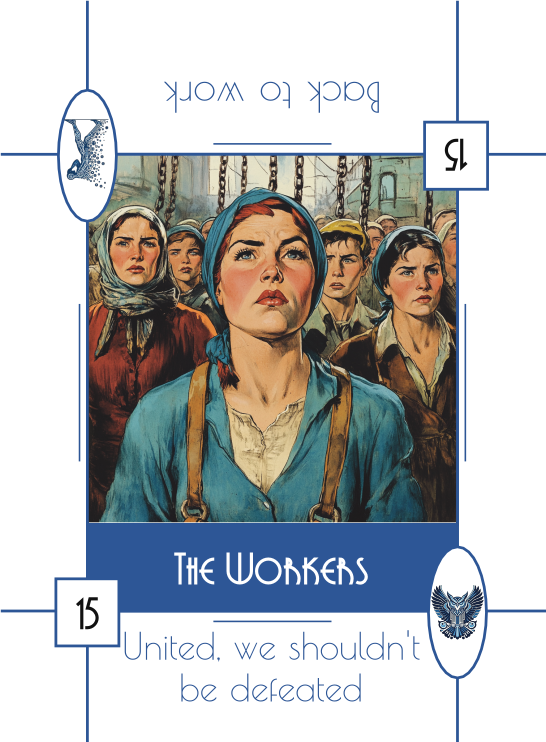 Back to work
15
The Workers
15
United, we shouldn't
be defeated